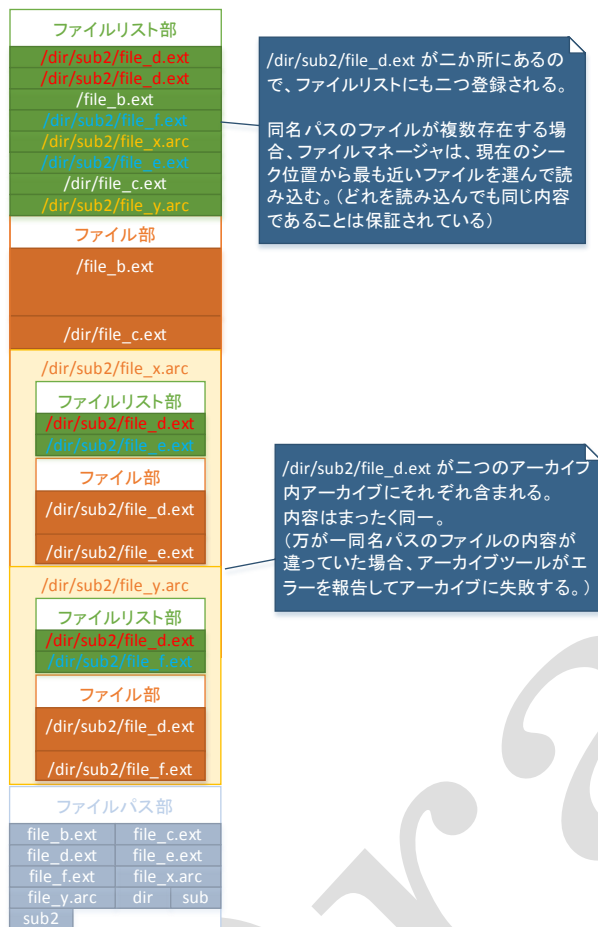 ファイルリスト部
/dir/sub2/file_d.ext
/dir/sub2/file_d.ext
/file_b.ext
/dir/sub2/file_f.ext
/dir/sub2/file_x.arc
/dir/sub2/file_e.ext
/dir/file_c.ext
/dir/sub2/file_y.arc
ファイル部
/file_b.ext
/dir/file_c.ext
/dir/sub2/file_x.arc
ファイルリスト部
/dir/sub2/file_d.ext
/dir/sub2/file_e.ext
ファイル部
/dir/sub2/file_d.ext
/dir/sub2/file_e.ext
/dir/sub2/file_y.arc
ファイルリスト部
/dir/sub2/file_d.ext
/dir/sub2/file_f.ext
ファイル部
/dir/sub2/file_d.ext
/dir/sub2/file_f.ext
ファイルパス部
file_b.ext file_c.ext
file_d.ext file_e.ext
file_f.ext file_x.arc
file_y.arc dir sub
sub2
/dir/sub2/file_d.ext が二か所にあるの
で、ファイルリストにも二つ登録される。
同名パスのファイルが複数存在する場
合、ファイルマネージャは、現在のシー
ク位置から最も近いファイルを選んで読
み込む。（どれを読み込んでも同じ内容
であることは保証されている）
/dir/sub2/file_d.ext が二つのアーカイブ
内アーカイブにそれぞれ含まれる。
内容はまったく同一。
（万が一同名パスのファイルの内容が
違っていた場合、アーカイブツールがエ
ラーを報告してアーカイブに失敗する。）